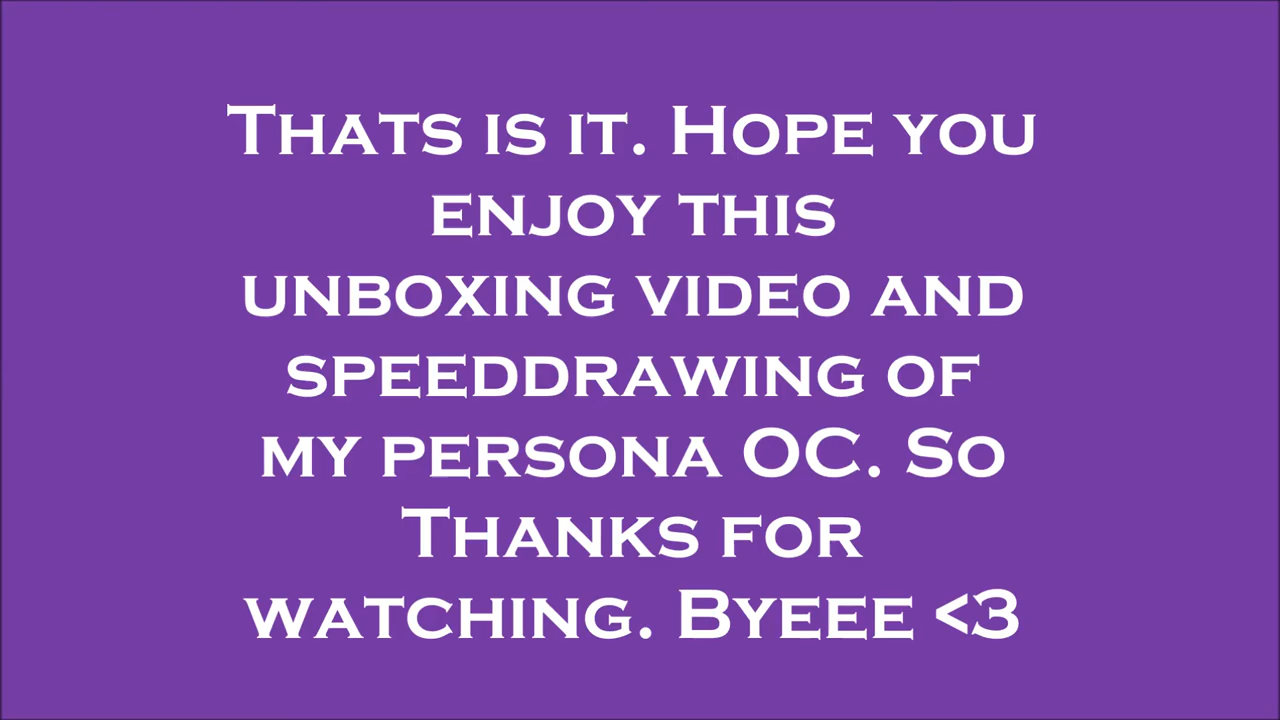 Thats is it. Hope you
enjoy this
unboxing video and
speeddrawing of
my persona OC. So
Thanks for
watching. Byeee <3